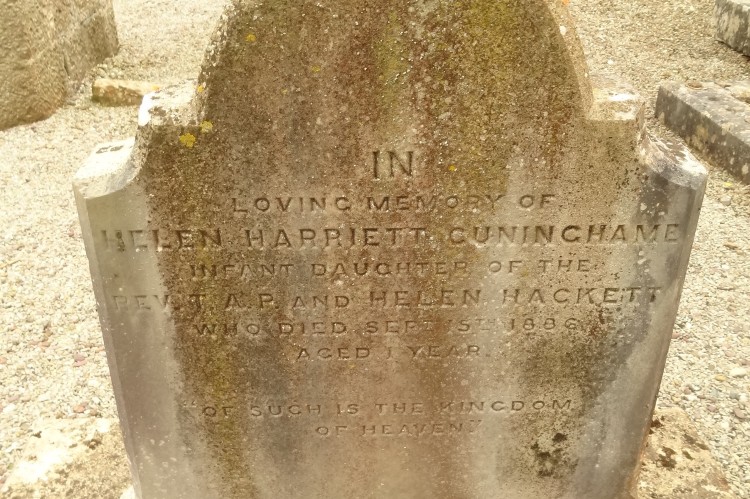 IN
LOVING MEMORY OF
HELEN HARRIETT CUNINGHAME
INFANT DAUGHTER OF THE
REV. T. A. P. AND HELEN HACKETT
WHO DIED SEPT 1ST 1886
AGED 1 YEAR.
"OF SUCH IS THE KINGDOM
OF HEAVEN."